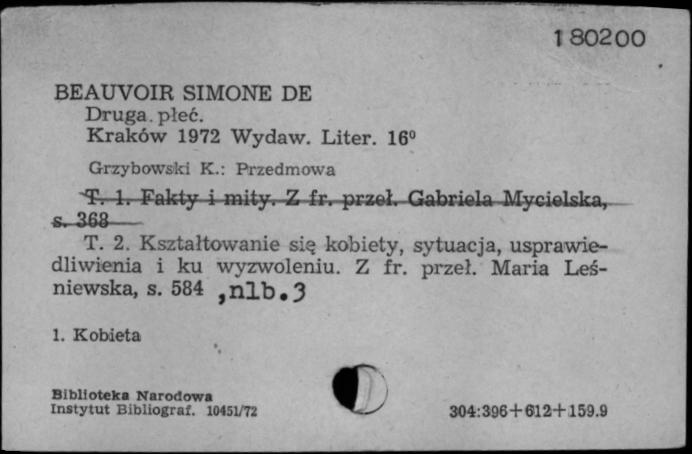 180200
BEAUVOIR SIMONE DE
Druga. płeć.
Kraków 1972 Wydaw. Liter. 16⁰
Grzybowski K.: Przedmowa
T. 1. Fakty i mity. Z fr. przeł. Gabriela Mycielska,
s. 368
T. 2. Kształtowanie się kobiety, sytuacja, usprawie-
dliwienia i ku wyzwoleniu. Z fr. przeł. Maria Leś-
niewska, s. 584 ,nlb.3
1. Kobieta
Biblioteka Narodowa
Instytut Bibliograf. 10451/72
304:396+612+159.9